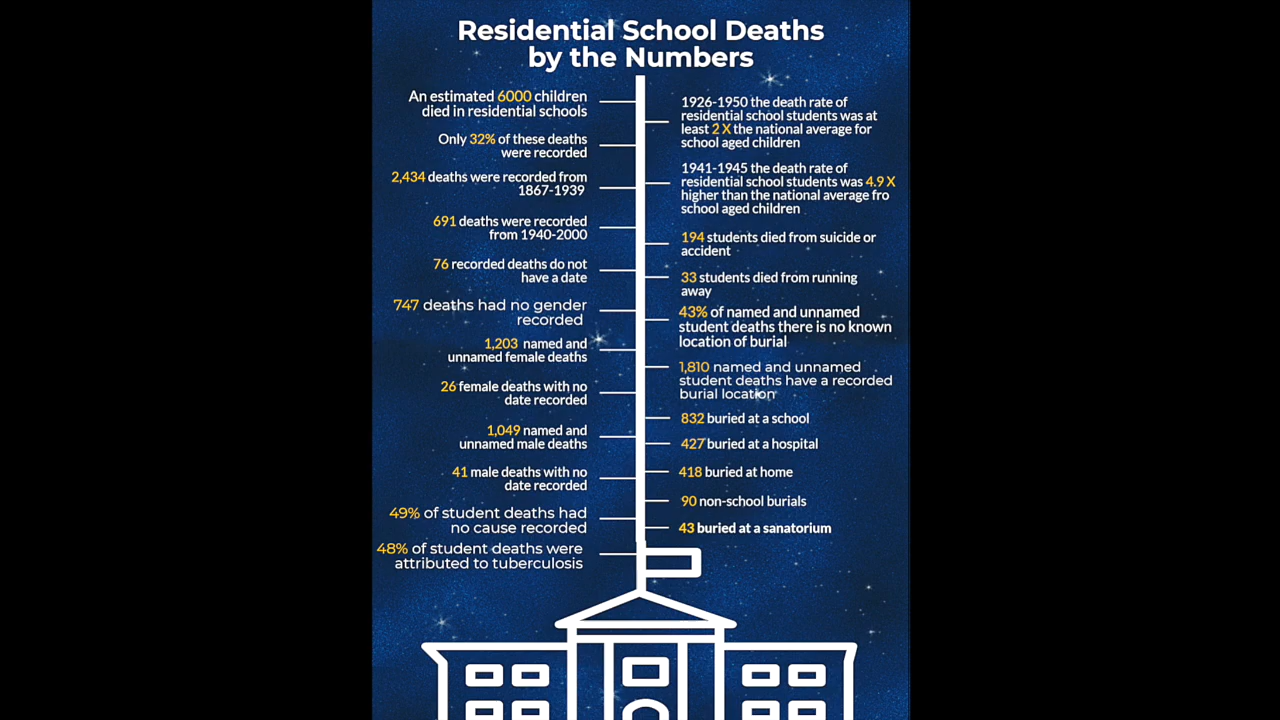 Residential School Deaths
by the Numbers
An estimated 6000 children
died in residential schools
Only 32% of these deaths
were recorded
2,434 deaths were recorded from
1867-1939
691 deaths were recorded
from 1940-2000
76 recorded deaths do not
have a date
747 deaths had no gender
recorded
1,203 named and
unnamed female deaths
26 female deaths with no
date recorded
1,049 named and
unnamed male deaths
41 male deaths with no
date recorded
49% of student deaths had
no cause recorded
48% of student deaths were
attributed to tuberculosis
1926-1950 the death rate of
residential school students was at
least 2 X the national average for
school aged children
1941-1945 the death rate of
residential school students was 4.9 X
higher than the national average fro
school aged children
194 students died from suicide or
accident
33 students died from running
away
43% of named and unnamed
student deaths there is no known
location of burial
1,810 named and unnamed
student deaths have a recorded
burial location
832 buried at a school
427 buried at a hospital
418 buried at home
90 non-school burials
43 buried at a sanatorium